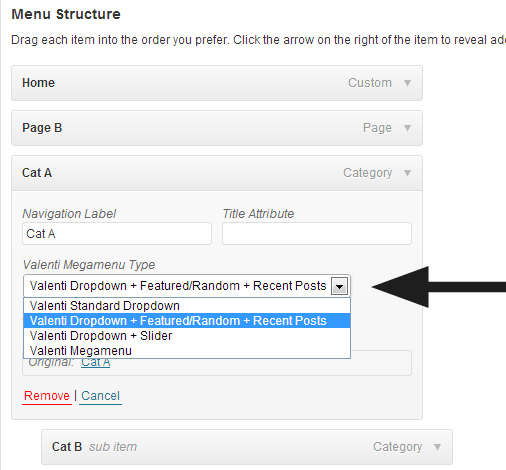 Menu Structure
Drag each item into the order you prefer. Click the arrow on the right of the item to reveal
Home Custom
Page B Page
Cat A Category
Navigation Label Title Attribute
Cat A
Valenti Megamenu Type
Valenti Dropdown + Featured/Random + Recent Posts
Valenti Standard Dropdown
Valenti Dropdown + Featured/Random + Recent Posts
Valenti Dropdown + Slider
Valenti Megamenu
Original: Cat A
Remove | Cancel
Cat B sub item Category